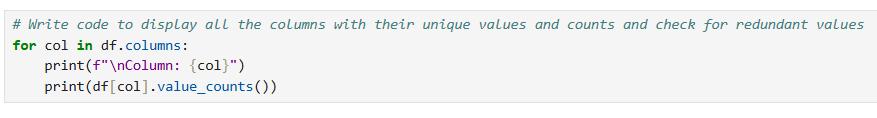 # Write code to display all the columns with their unique values and counts and check for redundant values
for col in df.columns:
    print(f"\nColumn: {col}")
    print(df[col].value_counts())